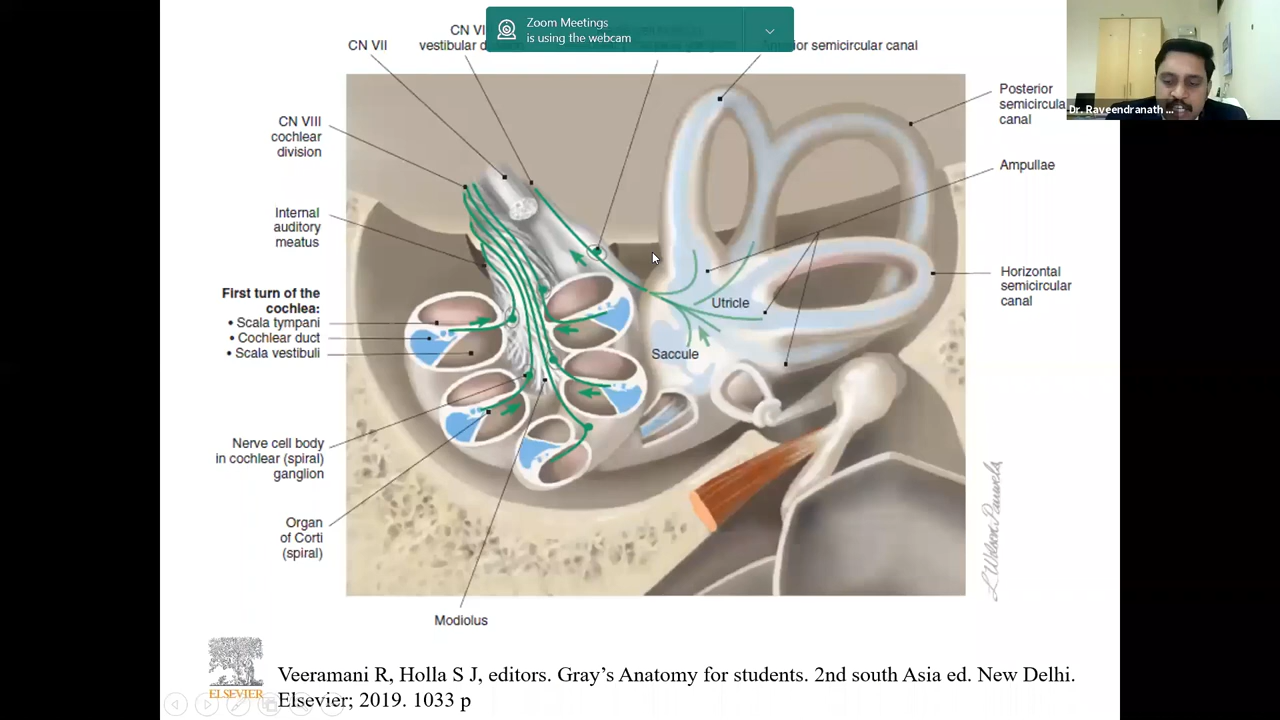 Zoom Meetings
is using the webcam
CN VII
CN VI
vestibular d
semicircular canal
Posterior
semicircula
canal
Dr. Raveendranath ...
CN VIII
cochlear
division
Ampullae
Internal
auditory
meatus
Horizontal
semicircular
canal
First turn of the
cochlea:
• Scala tympani
• Cochlear duct
• Scala vestibuli
Utricle
Saccule
Nerve cell body
in cochlear (spiral)
ganglion
Organ
of Corti
(spiral)
Modiolus
ELSEVIER
Veeramani R, Holla S J, editors. Gray's Anatomy for students. 2nd south Asia ed. New Delhi.
Elsevier; 2019. 1033 p